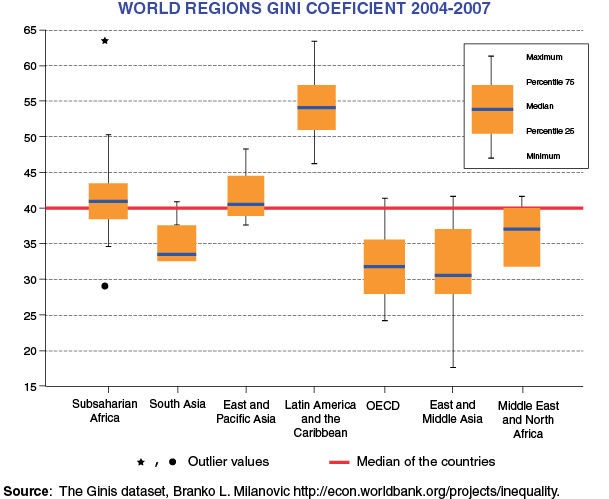 WORLD REGIONS GINI COEFICIENT 2004-2007
65
60
55
50
45
40
35
30
25
20
15
Maximum
Percentile 75
Median
Percentile 25
Minimum
Subsaharian
Africa
South Asia
East and
Pacific Asia
Latin America
and the
Caribbean
OECD
East and
Middle Asia
Middle East
and North
Africa
★ , ● Outlier values
Median of the countries
Source: The Ginis dataset, Branko L. Milanovic http://econ.worldbank.org/projects/inequality.